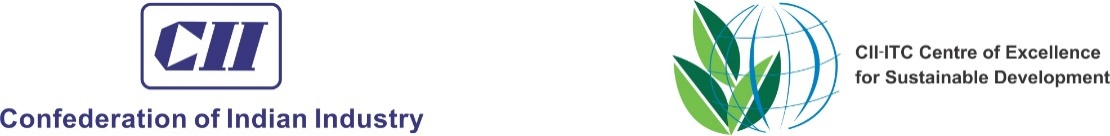 CII
Confederation of Indian Industry
CII-ITC Centre of Excellence
for Sustainable Development